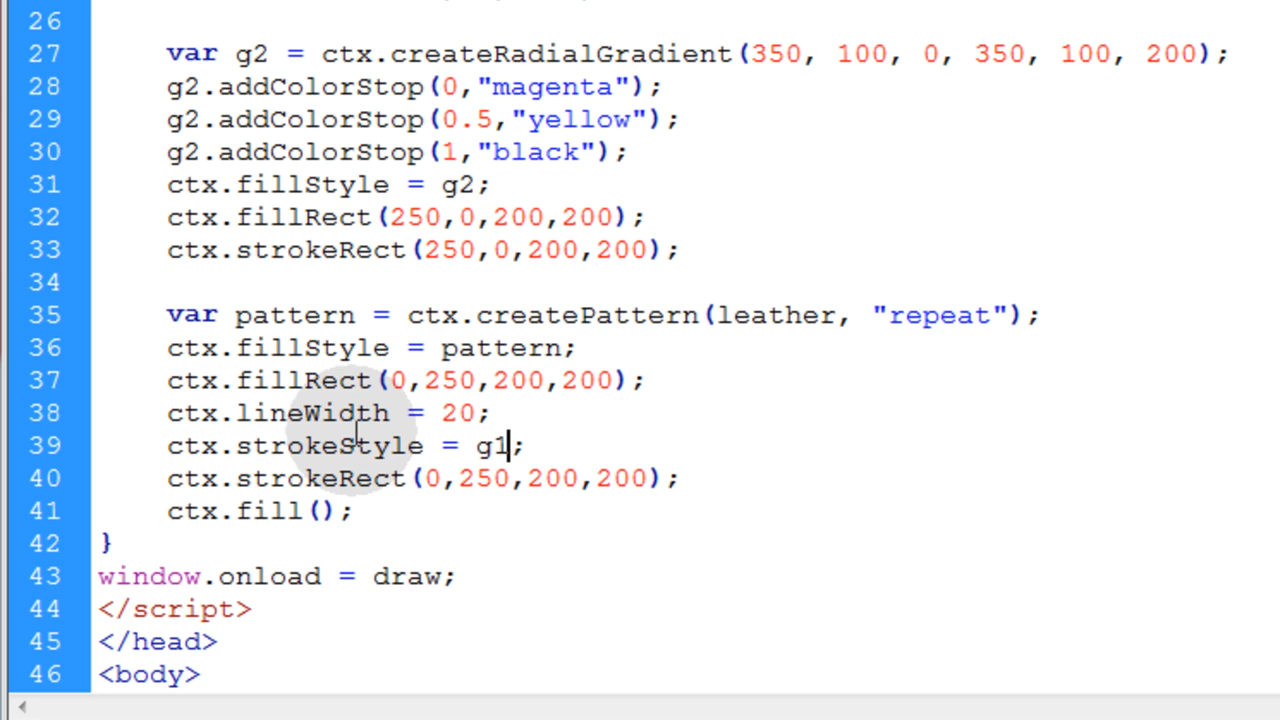 26
27 var g2 = ctx.createRadialGradient(350, 100, 0, 350, 100, 200);
28 g2.addColorStop(0,"magenta");
29 g2.addColorStop(0.5,"yellow");
30 g2.addColorStop(1,"black");
31 ctx.fillStyle = g2;
32 ctx.fillRect(250,0,200,200);
33 ctx.strokeRect(250,0,200,200);
34
35 var pattern = ctx.createPattern(leather, "repeat");
36 ctx.fillStyle = pattern;
37 ctx.fillRect(0,250,200,200);
38 ctx.lineWidth = 20;
39 ctx.strokeStyle = g1;
40 ctx.strokeRect(0,250,200,200);
41 ctx.fill();
42 }
43 window.onload = draw;
44 </script>
45 </head>
46 <body>